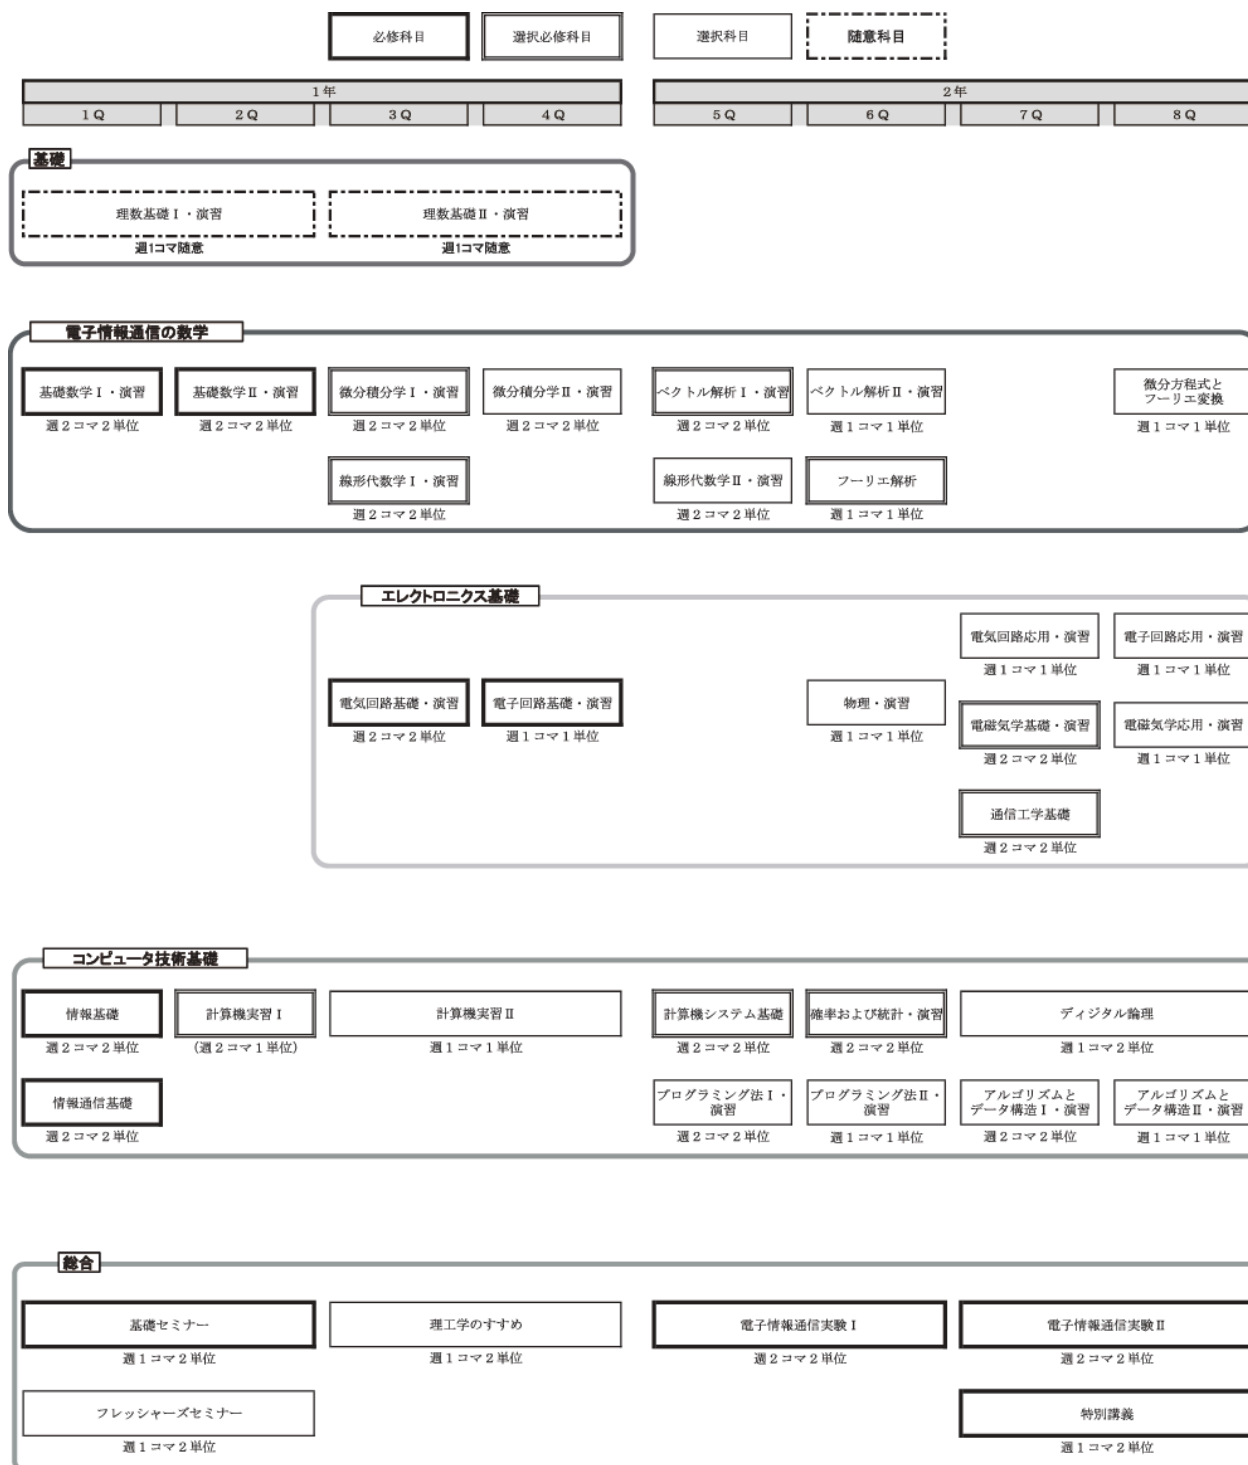 必修科目 選択必修科目 選択科目 随意科目
1年 2年
1Q 2Q 3Q 4Q 5Q 6Q 7Q 8Q
基礎
理数基礎Ⅰ・演習 理数基礎Ⅱ・演習
週1コマ随意 週1コマ随意
電子情報通信の数学
基礎数学Ⅰ・演習 基礎数学Ⅱ・演習 微分積分学Ⅰ・演習 微分積分学Ⅱ・演習 ベクトル解析Ⅰ・演習 ベクトル解析Ⅱ・演習 微分方程式と
フーリエ変換
週2コマ2単位 週2コマ2単位 週2コマ2単位 週2コマ2単位 週2コマ2単位 週1コマ1単位 週1コマ1単位
線形代数学Ⅰ・演習 線形代数学Ⅱ・演習 フーリエ解析
週2コマ2単位 週2コマ2単位 週1コマ1単位
エレクトロニクス基礎
電気回路応用・演習 電子回路応用・演習
週1コマ1単位 週1コマ1単位
電気回路基礎・演習 電子回路基礎・演習 物理・演習
週2コマ2単位 週1コマ1単位 週1コマ1単位
電磁気学基礎・演習 電磁気学応用・演習
週2コマ2単位 週1コマ1単位
通信工学基礎
週2コマ2単位
コンピュータ技術基礎
情報基礎 計算機実習Ⅰ 計算機実習Ⅱ 計算機システム基礎 確率および統計・演習 ディジタル論理
週2コマ2単位 (週2コマ1単位) 週1コマ1単位 週2コマ2単位 週2コマ2単位 週1コマ2単位
情報通信基礎 プログラミング法Ⅰ・ プログラミング法Ⅱ・ アルゴリズムと アルゴリズムと
演習 演習 データ構造Ⅰ・演習 データ構造Ⅱ・演習
週2コマ2単位 週2コマ2単位 週1コマ1単位 週2コマ2単位 週1コマ1単位
総合
基礎セミナー 理工学のすすめ 電子情報通信実験Ⅰ 電子情報通信実験Ⅱ
週1コマ2単位 週1コマ2単位 週2コマ2単位 週2コマ2単位
フレッシャーズセミナー 特別講義
週1コマ2単位 週1コマ2単位